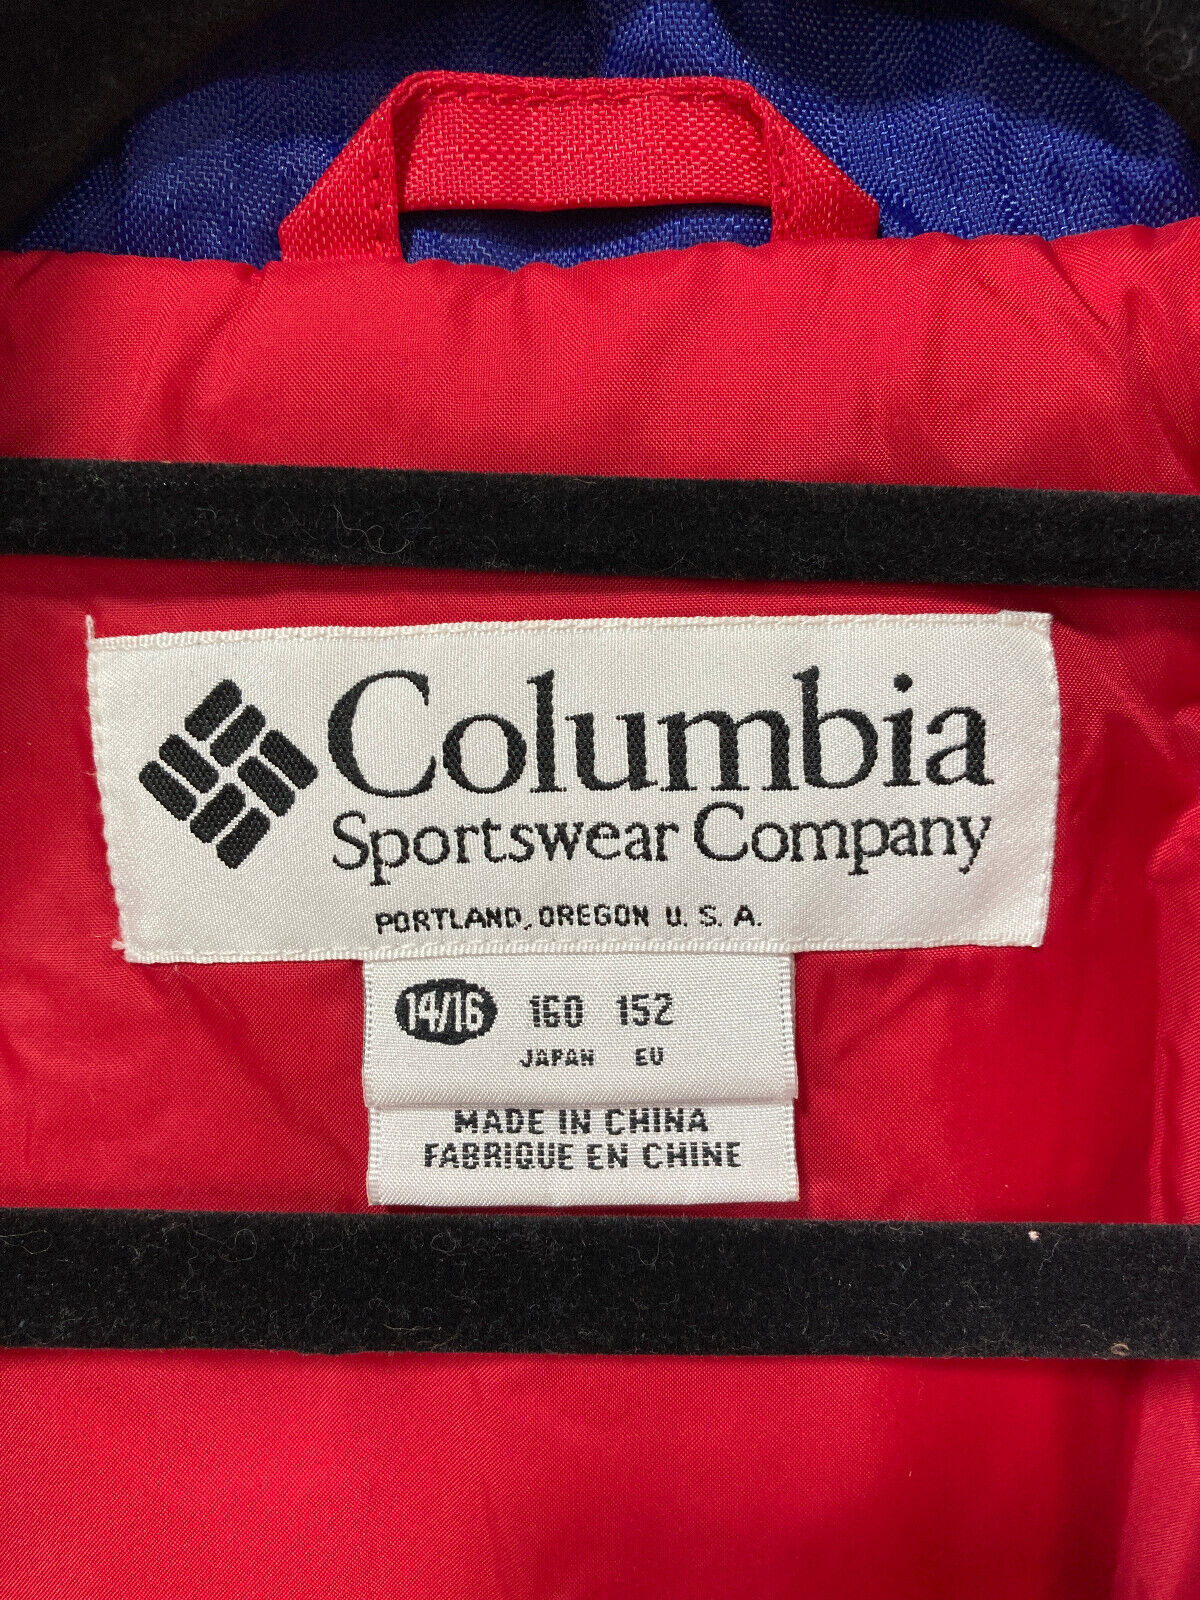 Columbia
Sportswear Company
PORTLAND, OREGON U. S. A.
14/16 160 152
JAPAN EU
MADE IN CHINA
FABRIQUE EN CHINE